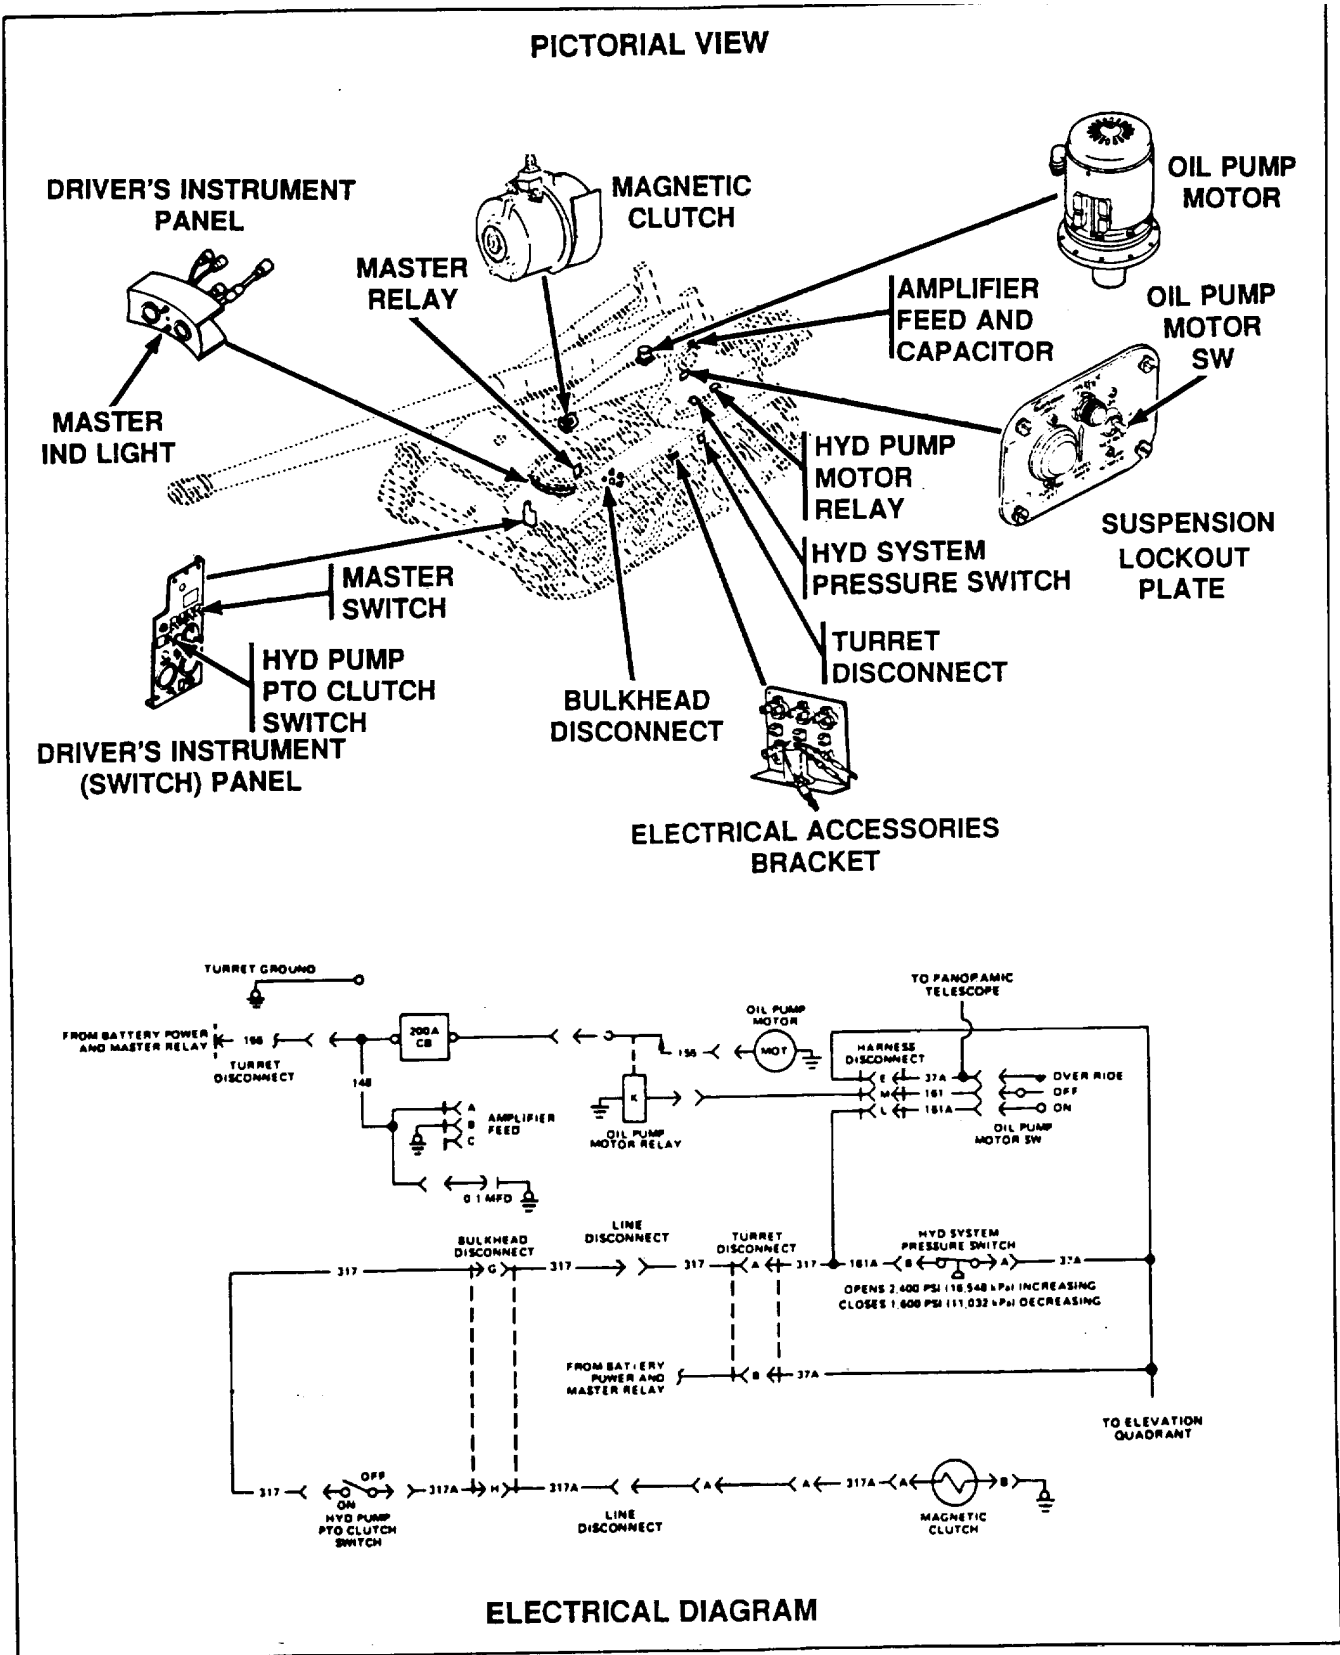 PICTORIAL VIEW
DRIVER'S INSTRUMENT
PANEL
MAGNETIC
CLUTCH
OIL PUMP
MOTOR
MASTER
RELAY
AMPLIFIER
FEED AND
CAPACITOR
OIL PUMP
MOTOR
SW
MASTER
IND LIGHT
HYD PUMP
MOTOR
RELAY
SUSPENSION
LOCKOUT
PLATE
HYD SYSTEM
PRESSURE SWITCH
MASTER
SWITCH
TURRET
DISCONNECT
HYD PUMP
PTO CLUTCH
SWITCH
BULKHEAD
DISCONNECT
DRIVER'S INSTRUMENT
(SWITCH) PANEL
ELECTRICAL ACCESSORIES
BRACKET
TURRET GROUND
TO PANORAMIC
TELESCOPE
FROM BATTERY POWER
AND MASTER RELAY
166
TURRET
DISCONNECT
200A
CB
OIL PUMP
MOTOR
MOT
155
HARNESS
DISCONNECT
E
37A
OVER RIDE
M
161
OFF
L
161A
ON
OIL PUMP
MOTOR SW
148
A
B
C
AMPLIFIER
FEED
K
OIL PUMP
MOTOR RELAY
0.1 MFD
BULKHEAD
DISCONNECT
LINE
DISCONNECT
TURRET
DISCONNECT
HYD SYSTEM
PRESSURE SWITCH
317
G
317
317
A
317
161A
B
A
37A
OPENS 2,400 PSI (16,548 kPa) INCREASING
CLOSES 1,600 PSI (11,032 kPa) DECREASING
FROM BATTERY
POWER AND
MASTER RELAY
B
37A
TO ELEVATION
QUADRANT
317
OFF
ON
HYD PUMP
PTO CLUTCH
SWITCH
317A
H
317A
LINE
DISCONNECT
A
A
317A
A
B
MAGNETIC
CLUTCH
ELECTRICAL DIAGRAM